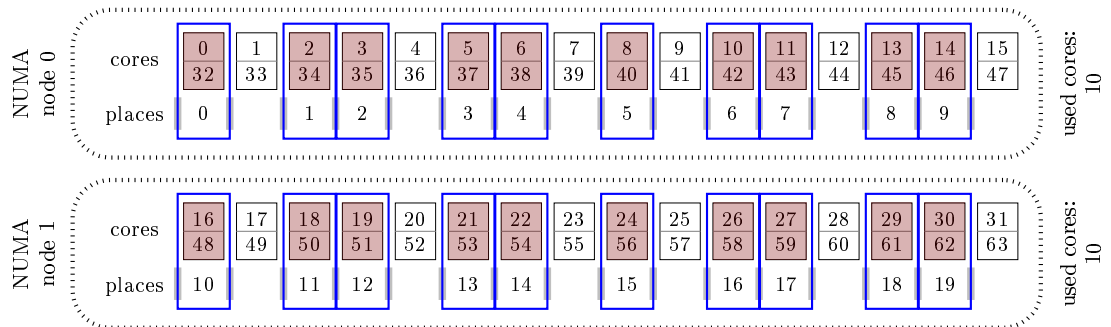 NUMA
node 0
cores
0 1 2 3 4 5 6 7 8 9 10 11 12 13 14 15
32 33 34 35 36 37 38 39 40 41 42 43 44 45 46 47
places 0 1 2 3 4 5 6 7 8 9
used cores:
10
NUMA
node 1
cores
16 17 18 19 20 21 22 23 24 25 26 27 28 29 30 31
48 49 50 51 52 53 54 55 56 57 58 59 60 61 62 63
places 10 11 12 13 14 15 16 17 18 19
used cores:
10